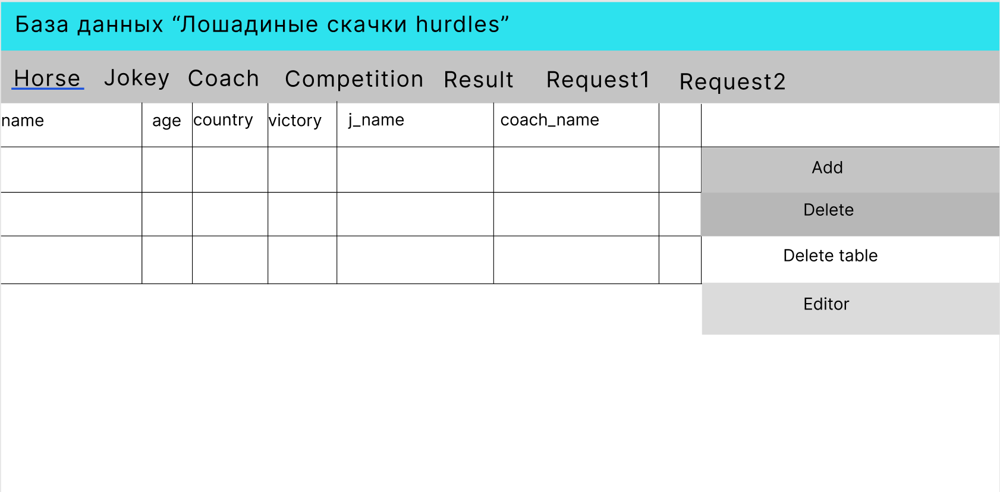 База данных “Лошадиные скачки hurdles”
Horse Jokey Coach Competition Result Request1 Request2
name age country victory j_name coach_name
Add
Delete
Delete table
Editor